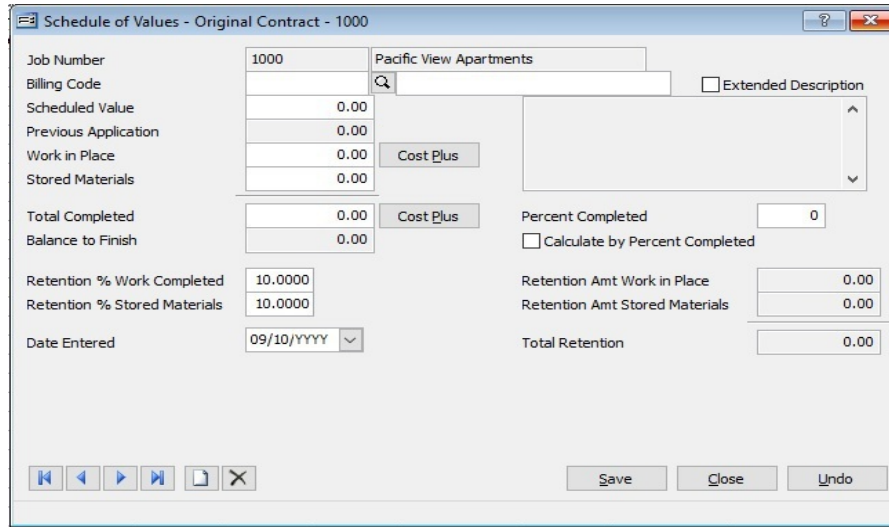 Schedule of Values - Original Contract - 1000
Job Number 1000 Pacific View Apartments
Billing Code Extended Description
Scheduled Value 0.00
Previous Application 0.00
Work in Place 0.00 Cost Plus
Stored Materials 0.00
Total Completed 0.00 Cost Plus Percent Completed 0
Balance to Finish 0.00 Calculate by Percent Completed
Retention % Work Completed 10.0000 Retention Amt Work in Place 0.00
Retention % Stored Materials 10.0000 Retention Amt Stored Materials 0.00
Date Entered 09/10/YYYY Total Retention 0.00
Save Close Undo